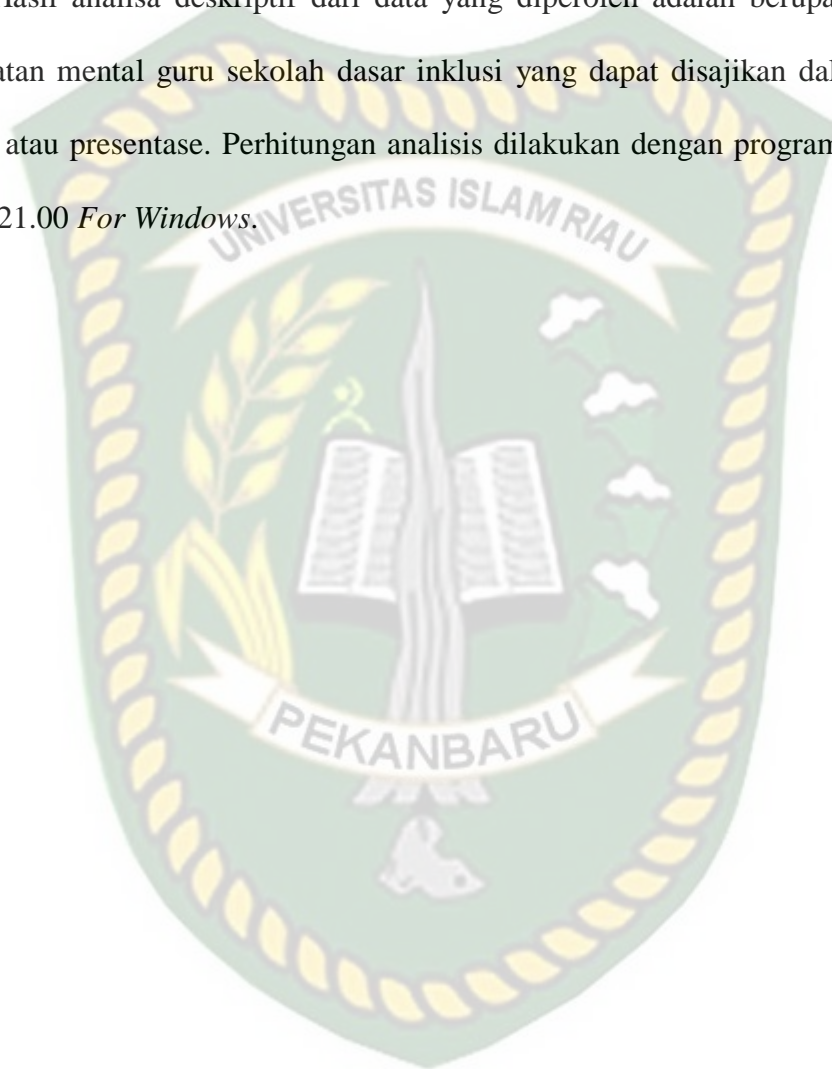 Hasil analisa deskriptif dari data yang diperoleh adalah berupa
atan mental guru sekolah dasar inklusi yang dapat disajikan dal
atau presentase. Perhitungan analisis dilakukan dengan program
21.00 For Windows.
UNIVERSITAS ISLAM RIAU
PEKANBARU